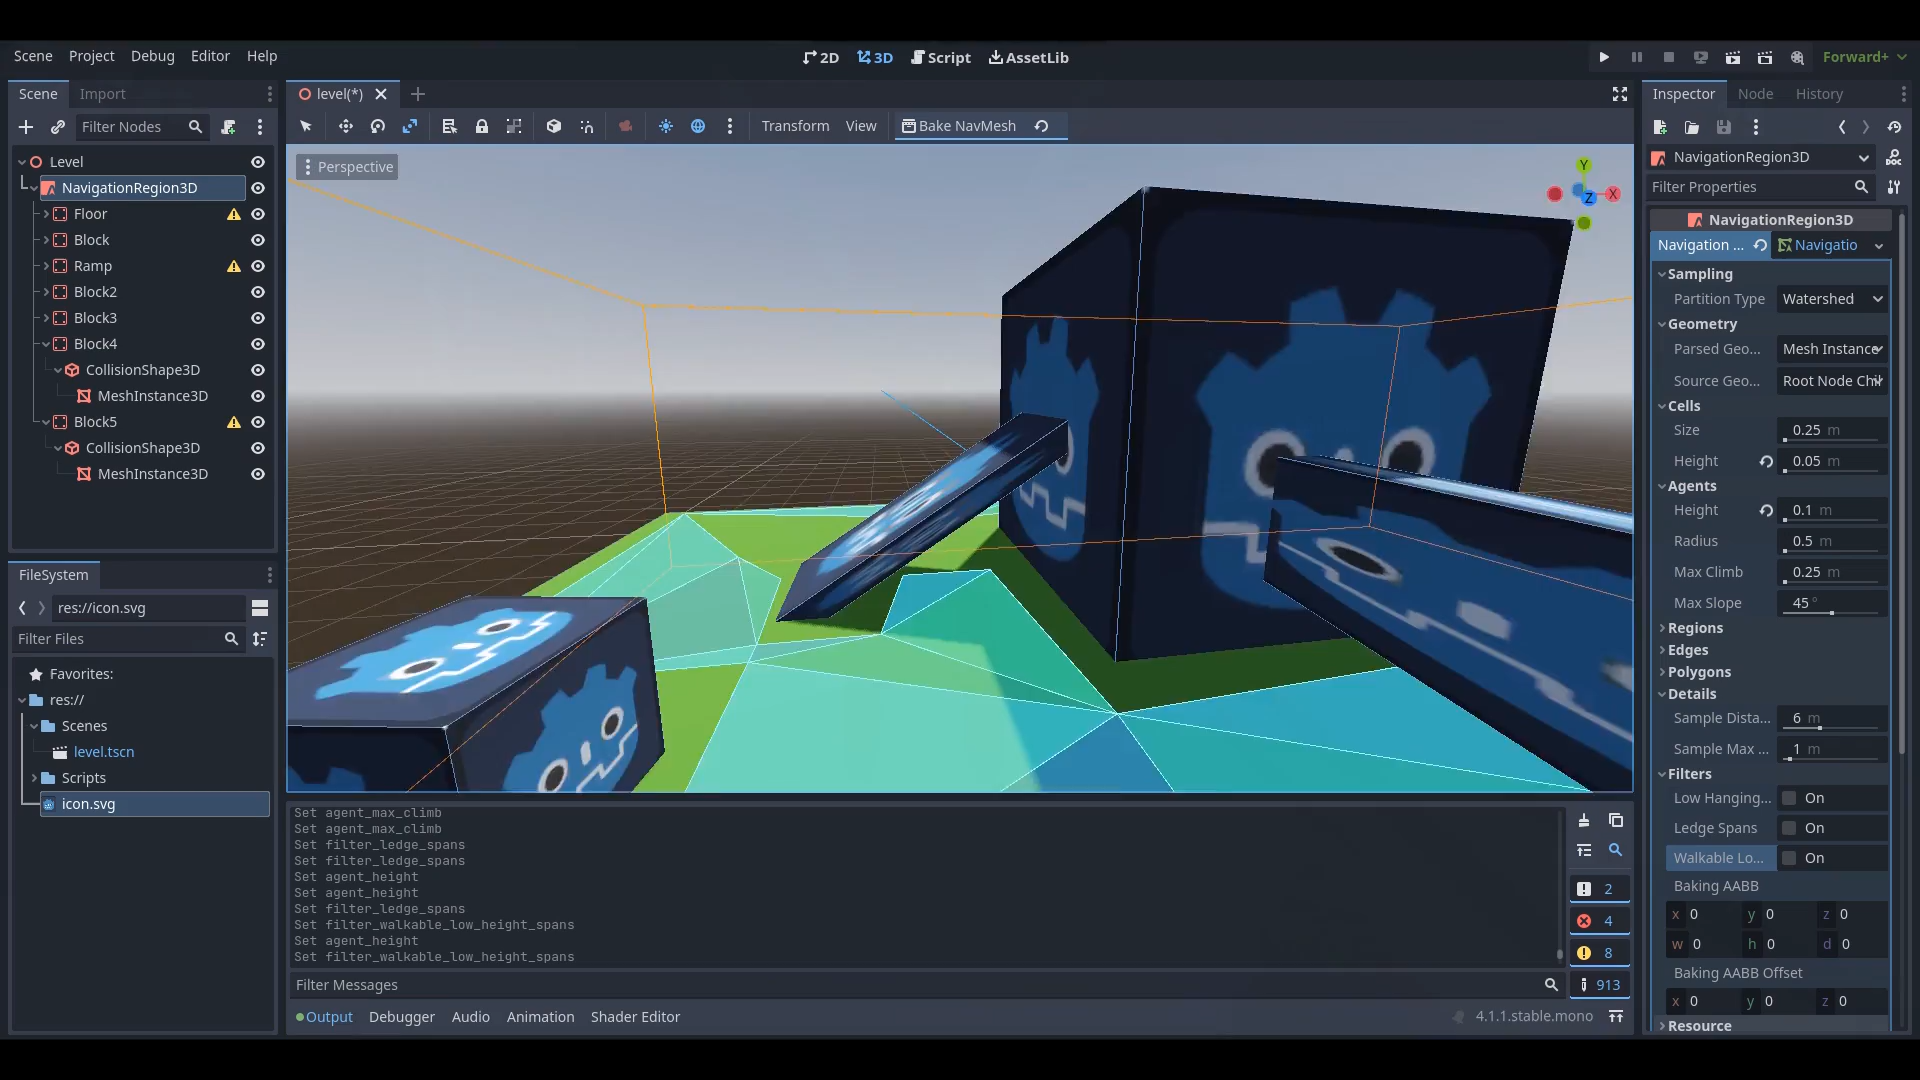 Scene Project Debug Editor Help
2D 3D Script AssetLib
Forward+
Scene Import
Filter Nodes
Level
NavigationRegion3D
Floor
Block
Ramp
Block2
Block3
Block4
CollisionShape3D
MeshInstance3D
Block5
CollisionShape3D
MeshInstance3D
FileSystem
res://icon.svg
Filter Files
Favorites:
res://
Scenes
level.tscn
Scripts
icon.svg
level(*)
Transform View Bake NavMesh
Perspective
Y
Z X
Set agent_max_climb
Set agent_max_climb
Set filter_ledge_spans
Set filter_ledge_spans
Set agent_height
Set agent_height
Set filter_ledge_spans
Set filter_walkable_low_height_spans
Set agent_height
Set filter_walkable_low_height_spans
2
4
8
913
Filter Messages
Output Debugger Audio Animation Shader Editor
4.1.1.stable.mono
Inspector Node History
NavigationRegion3D
DOC
Filter Properties
NavigationRegion3D
Navigation ... Navigatio
Sampling
Partition Type Watershed
Geometry
Parsed Geo... Mesh Instance
Source Geo... Root Node Chi
Cells
Size 0.25 m
Height 0.05 m
Agents
Height 0.1 m
Radius 0.5 m
Max Climb 0.25 m
Max Slope 45 °
Regions
Edges
Polygons
Details
Sample Dista... 6 m
Sample Max ... 1 m
Filters
Low Hanging... On
Ledge Spans On
Walkable Lo... On
Baking AABB
x 0 y 0 z 0
w 0 h 0 d 0
Baking AABB Offset
x 0 y 0 z 0
Resource